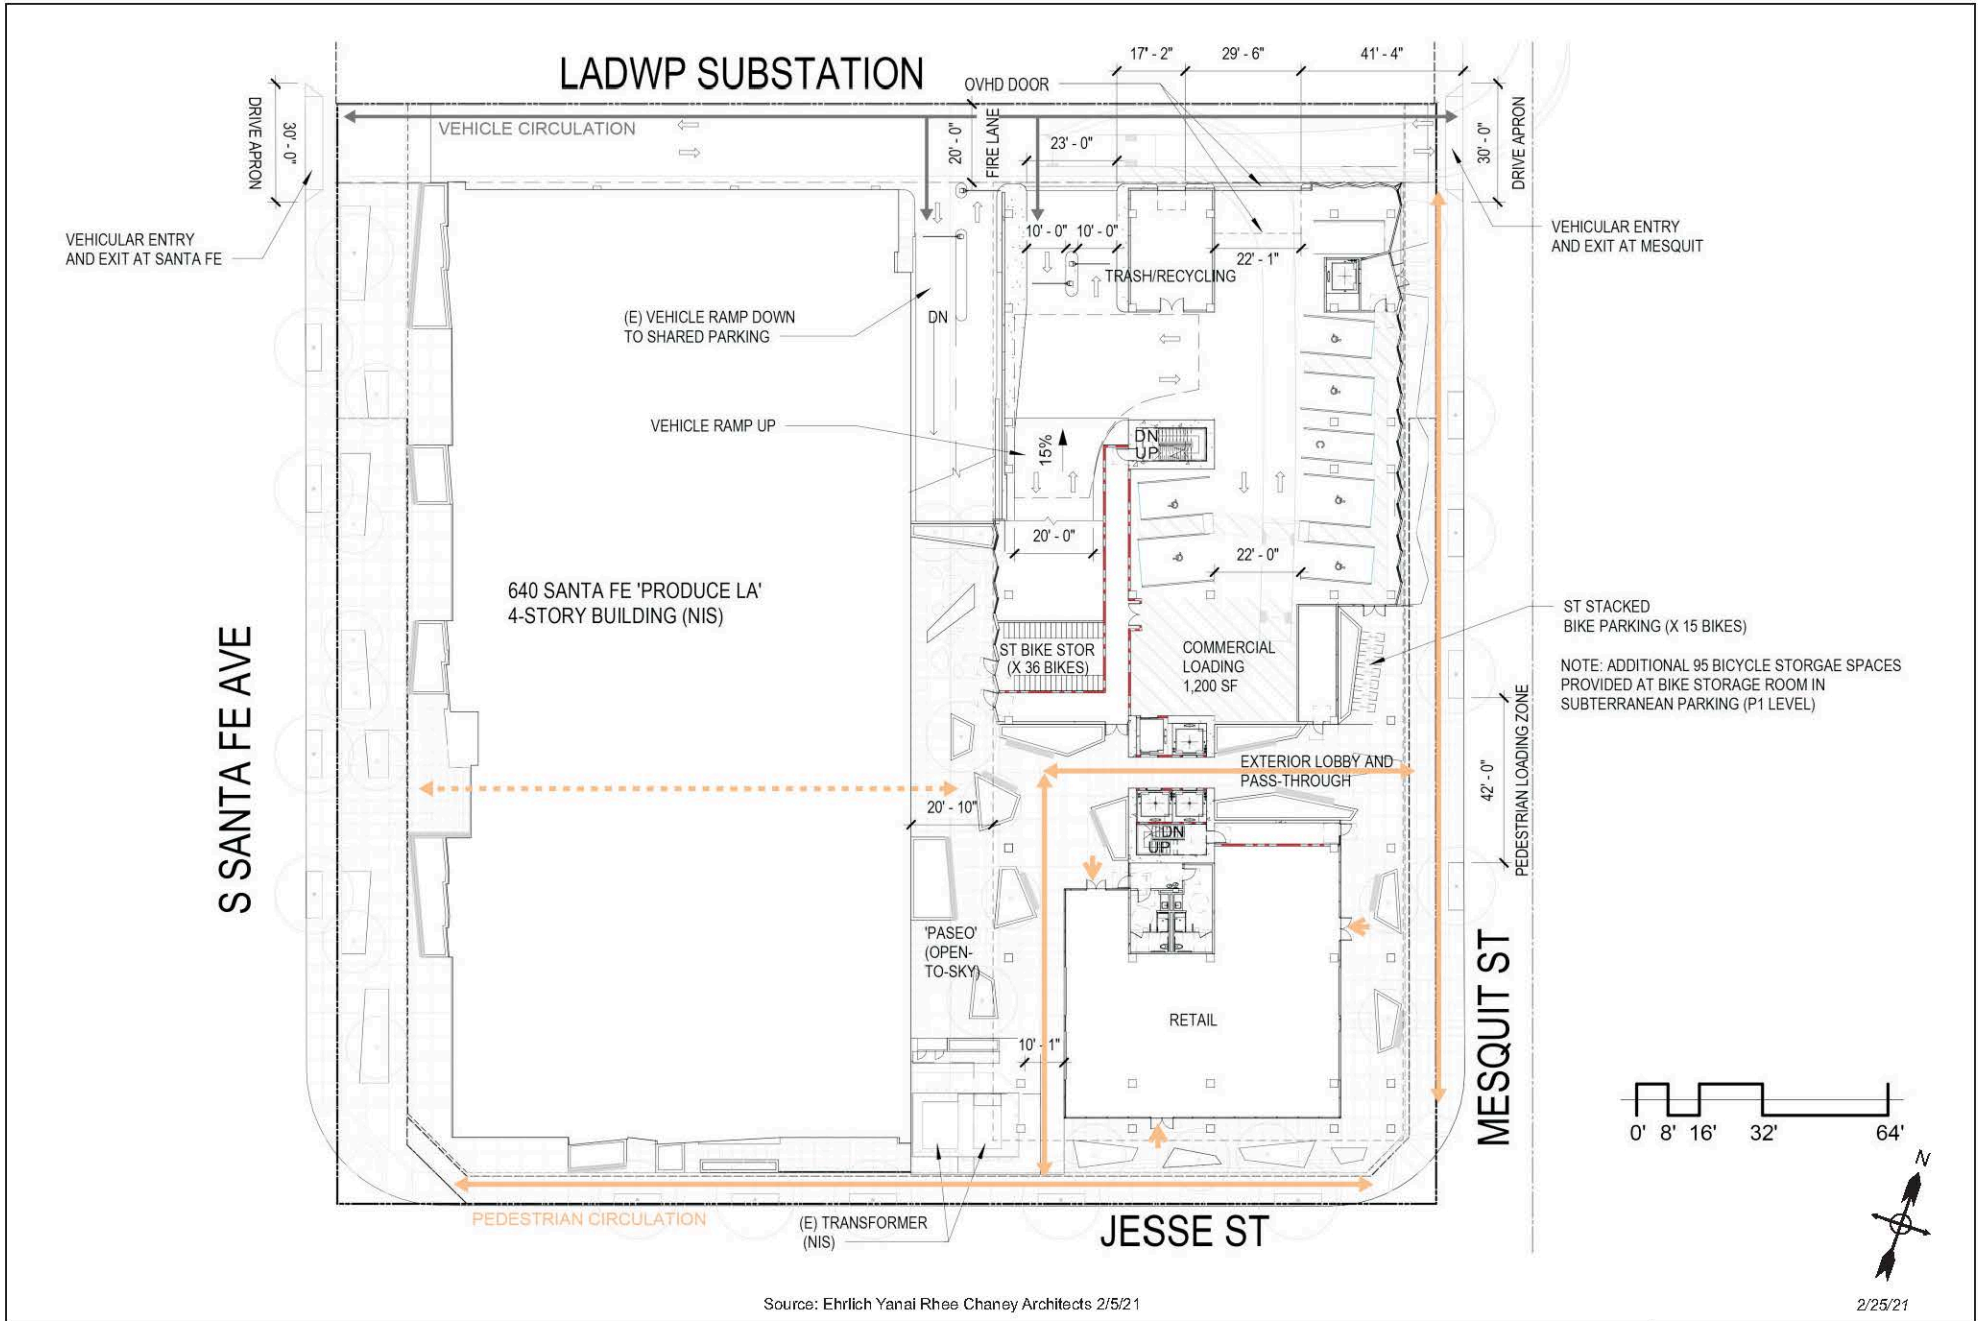 17' - 2"
29' - 6"
41' - 4"
LADWP SUBSTATION
OVHD DOOR
DRIVE APRON
30' - 0"
VEHICLE CIRCULATION
20' - 0"
FIRE LANE
23' - 0"
30' - 0"
DRIVE APRON
VEHICULAR ENTRY
AND EXIT AT SANTA FE
VEHICULAR ENTRY
AND EXIT AT MESQUIT
10' - 0"
10' - 0"
22' - 1"
TRASH/RECYCLING
(E) VEHICLE RAMP DOWN
TO SHARED PARKING
DN
VEHICLE RAMP UP
15%
DN
UP
C
20' - 0"
22' - 0"
640 SANTA FE 'PRODUCE LA'
4-STORY BUILDING (NIS)
ST STACKED
BIKE PARKING (X 15 BIKES)
NOTE: ADDITIONAL 95 BICYCLE STORGAE SPACES
PROVIDED AT BIKE STORAGE ROOM IN
SUBTERRANEAN PARKING (P1 LEVEL)
ST BIKE STOR
(X 36 BIKES)
COMMERCIAL
LOADING
1,200 SF
S SANTA FE AVE
PEDESTRIAN LOADING ZONE
42' - 0"
EXTERIOR LOBBY AND
PASS-THROUGH
20' - 10"
DN
UP
'PASEO'
(OPEN-
TO-SKY)
RETAIL
MESQUIT ST
10' - 1"
0' 8' 16' 32' 64'
N
PEDESTRIAN CIRCULATION
(E) TRANSFORMER
(NIS)
JESSE ST
Source: Ehrlich Yanai Rhee Chaney Architects 2/5/21
2/25/21